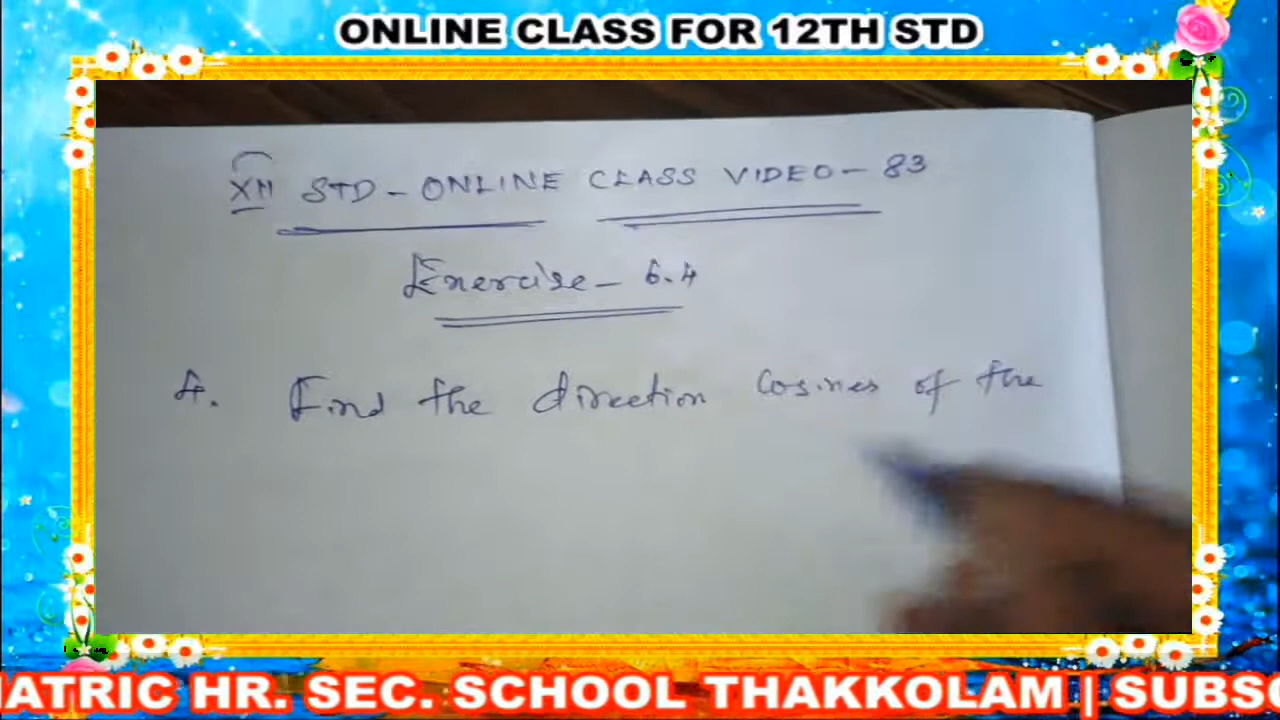 ONLINE CLASS FOR 12TH STD
XII STD - ONLINE CLASS VIDEO - 83
Exercise - 6.4
4. Find the direction cosines of the
IATRIC HR. SEC. SCHOOL THAKKOLAM | SUBSC